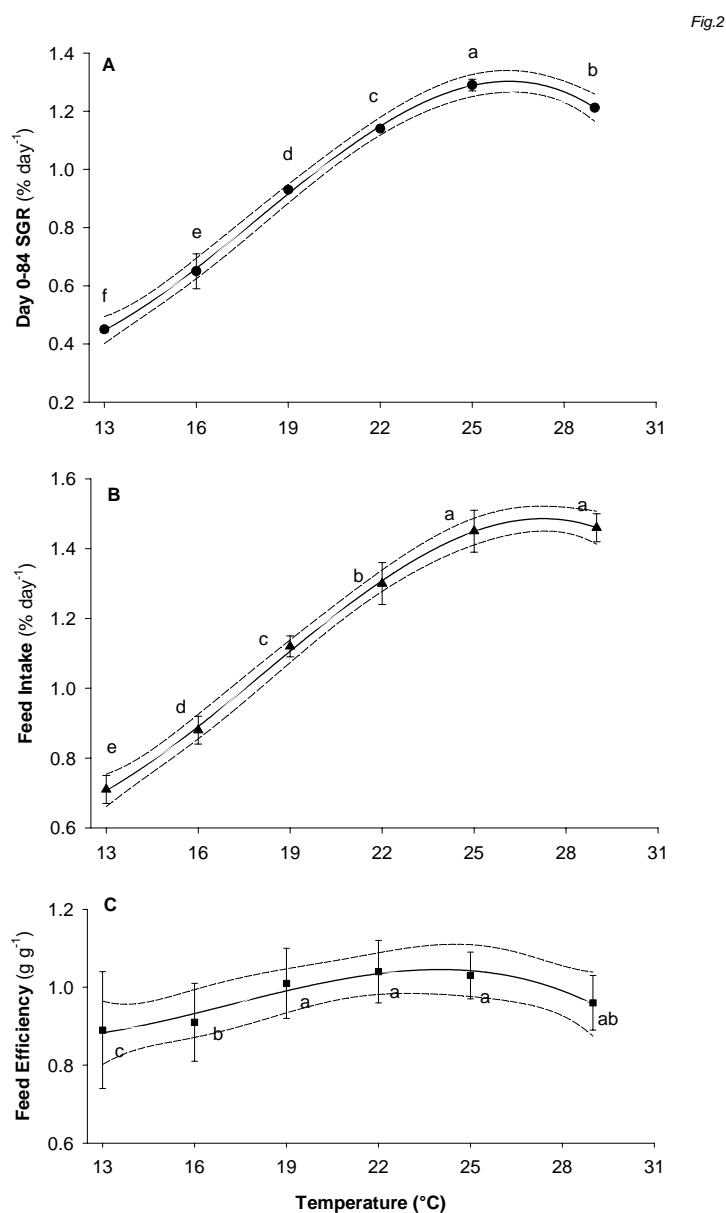 Fig.2
A
1.4
1.2
1.0
0.8
0.6
0.4
0.2
Day 0-84 SGR (% day⁻¹)
f
e
d
c
a
b
13 16 19 22 25 28 31
B
1.6
1.4
1.2
1.0
0.8
0.6
Feed Intake (% day⁻¹)
e
d
c
b
a
a
13 16 19 22 25 28 31
C
1.2
1.0
0.8
0.6
Feed Efficiency (g g⁻¹)
c
b
a
a
a
ab
13 16 19 22 25 28 31
Temperature (°C)